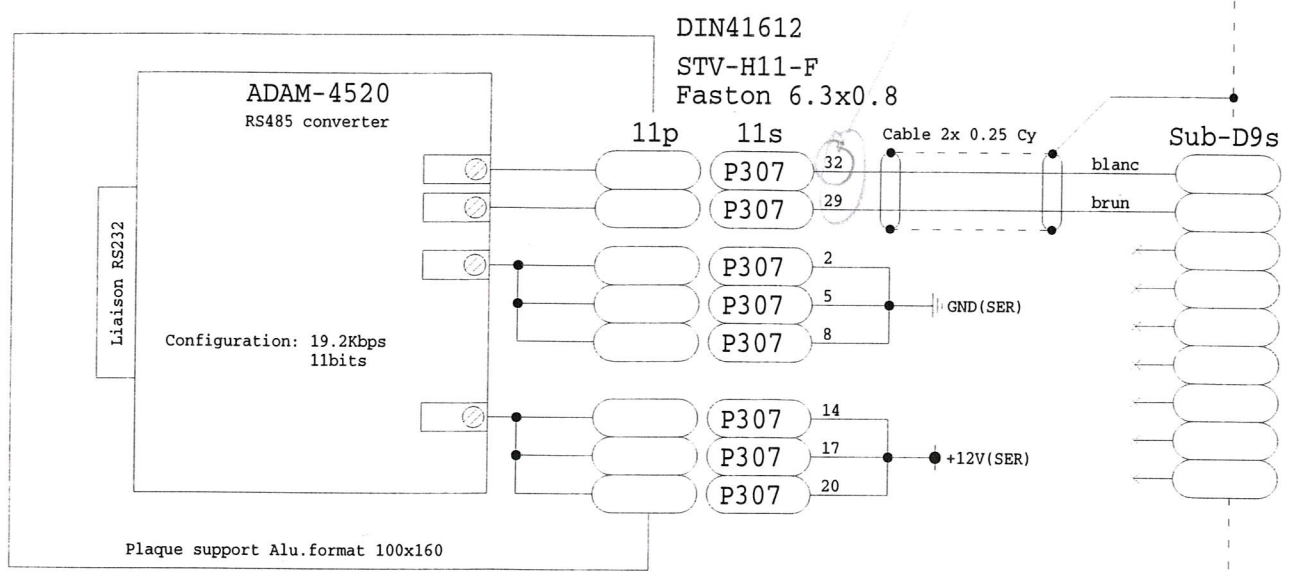 DIN41612
STV-H11-F
Faston 6.3x0.8
ADAM-4520
RS485 converter
11p
11s
Cable 2x 0.25 Cy
Sub-D9s
P307
32
blanc
P307
29
brun
Liaison RS232
P307
2
P307
5
GND(SER)
P307
8
Configuration: 19.2Kbps
11bits
P307
14
P307
17
+12V(SER)
P307
20
Plaque support Alu.format 100x160